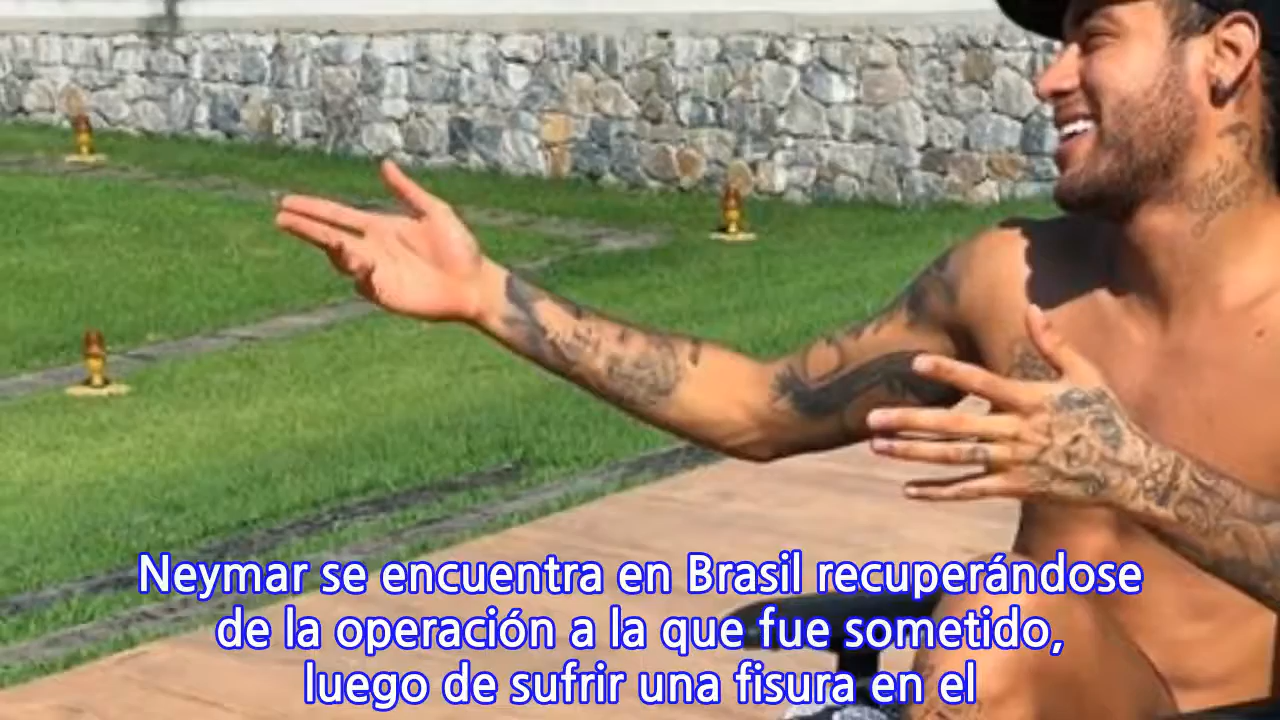 Neymar se encuentra en Brasil recuperándose
de la operación a la que fue sometido,
luego de sufrir una fisura en el